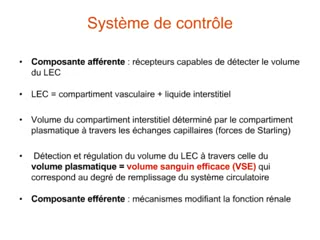 Système de contrôle
• Composante afférente : récepteurs capables de détecter le volume
du LEC
• LEC = compartiment vasculaire + liquide interstitiel
• Volume du compartiment interstitiel déterminé par le compartiment
plasmatique à travers les échanges capillaires (forces de Starling)
• Détection et régulation du volume du LEC à travers celle du
volume plasmatique = volume sanguin efficace (VSE) qui
correspond au degré de remplissage du système circulatoire
• Composante efférente : mécanismes modifiant la fonction rénale